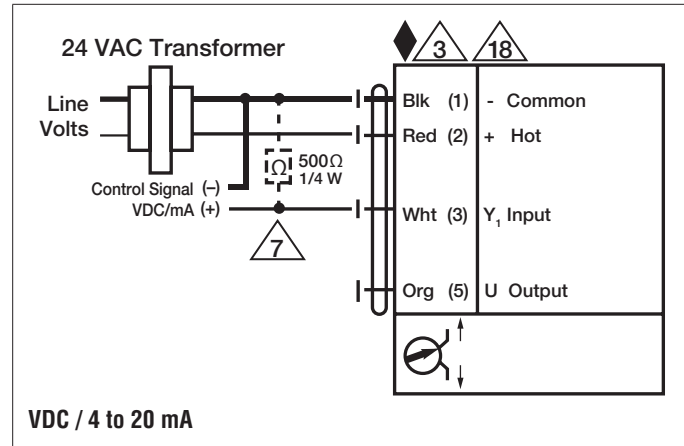 24 VAC Transformer
3
18
Line
Volts
Blk (1) - Common
Red (2) + Hot
Ω
500Ω
1/4 W
Control Signal (–)
VDC/mA (+)
Wht (3) Y₁ Input
7
Org (5) U Output
VDC / 4 to 20 mA